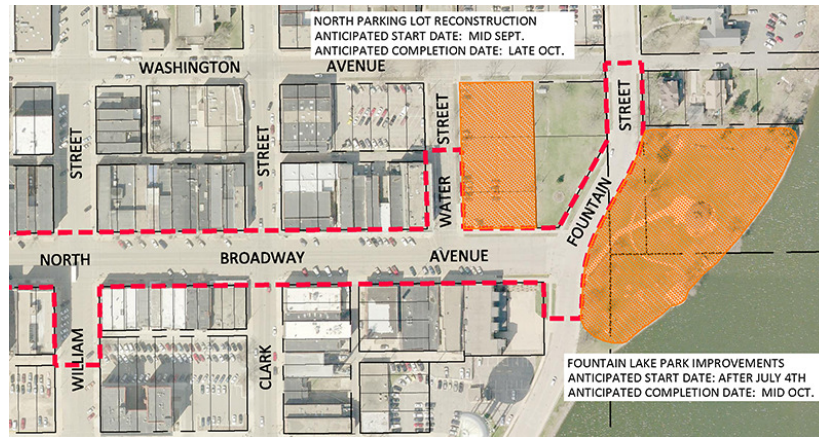 NORTH PARKING LOT RECONSTRUCTION
ANTICIPATED START DATE: MID SEPT.
ANTICIPATED COMPLETION DATE: LATE OCT.
WASHINGTON AVENUE
STREET
STREET
STREET
STREET
WATER
FOUNTAIN
NORTH BROADWAY AVENUE
WILLIAM
CLARK
FOUNTAIN LAKE PARK IMPROVEMENTS
ANTICIPATED START DATE: AFTER JULY 4TH
ANTICIPATED COMPLETION DATE: MID OCT.